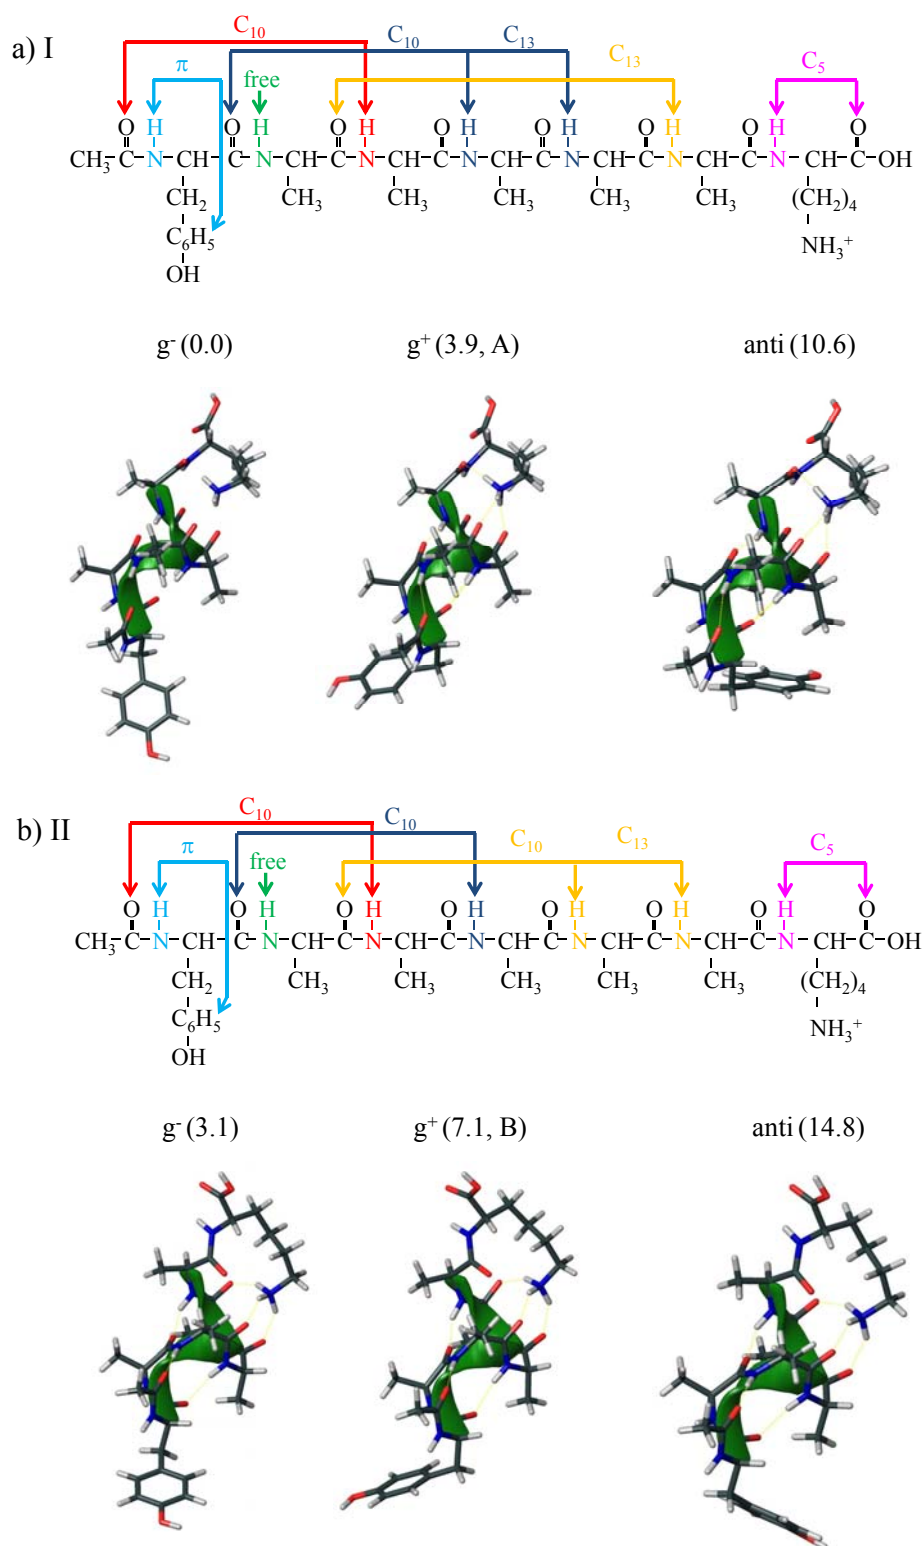 a) I
C₁₀ C₁₀ C₁₃ C₁₃ C₅
π free
O H O H O H O H O H O H O H O
CH₃-C-N-CH-C-N-CH-C-N-CH-C-N-CH-C-N-CH-C-N-CH-C-N-CH-C-OH
CH₂ CH₃ CH₃ CH₃ CH₃ CH₃ (CH₂)₄
C₆H₅ NH₃⁺
OH
g⁻ (0.0) g⁺ (3.9, A) anti (10.6)
b) II
C₁₀ C₁₀ C₁₀ C₁₃ C₅
π free
O H O H O H O H O H O H O H O
CH₃-C-N-CH-C-N-CH-C-N-CH-C-N-CH-C-N-CH-C-N-CH-C-N-CH-C-OH
CH₂ CH₃ CH₃ CH₃ CH₃ CH₃ (CH₂)₄
C₆H₅ NH₃⁺
OH
g⁻ (3.1) g⁺ (7.1, B) anti (14.8)